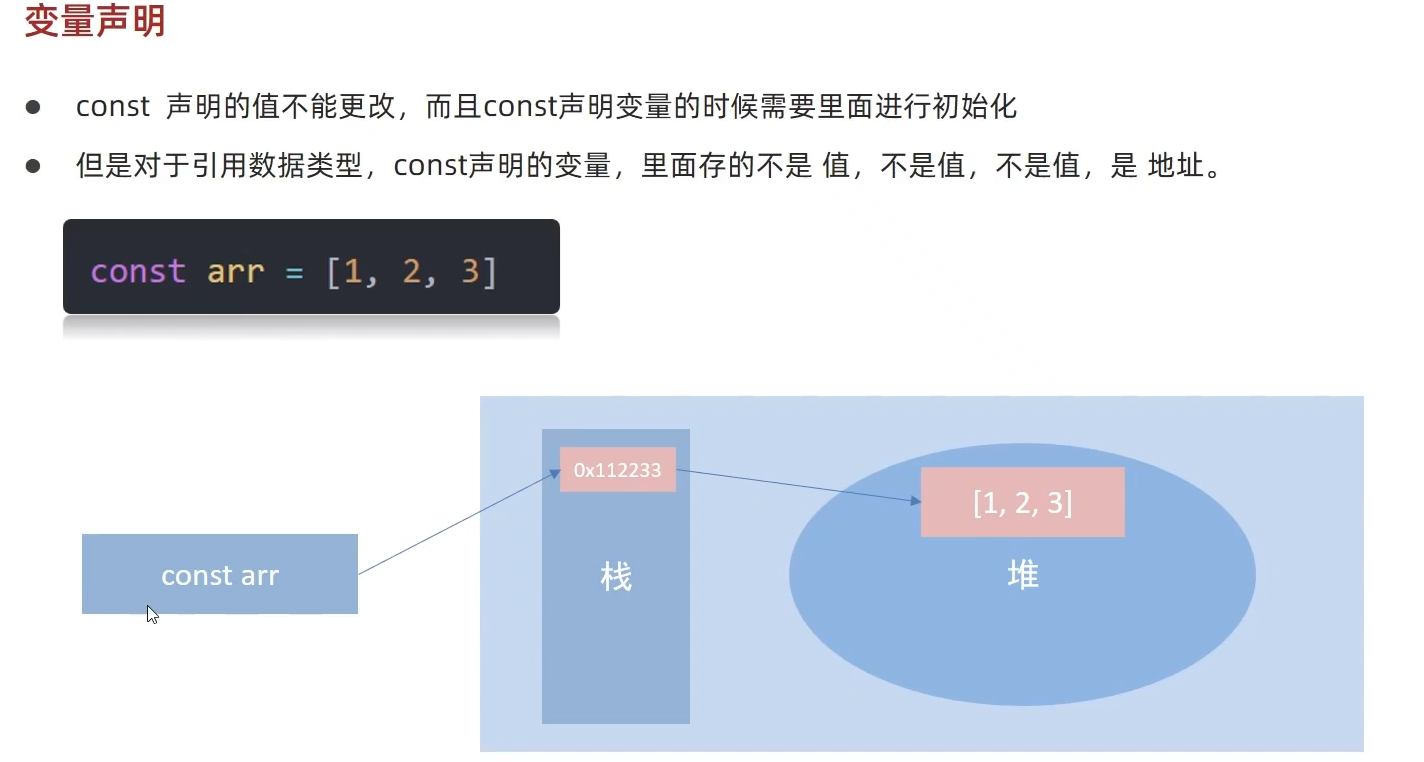 变量声明
● const 声明的值不能更改，而且const声明变量的时候需要里面进行初始化
● 但是对于引用数据类型，const声明的变量，里面存的不是 值，不是值，不是值，是 地址。
const arr = [1, 2, 3]
0x112233
[1, 2, 3]
const arr
栈
堆